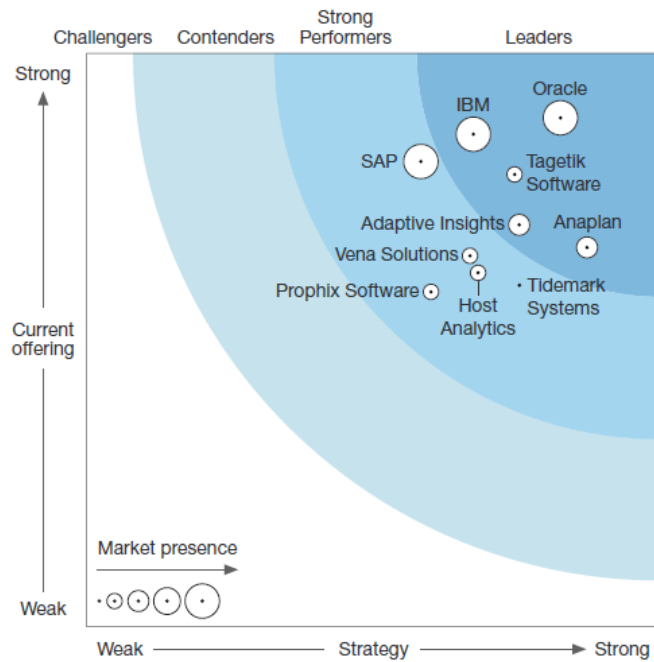 Challengers
Contenders
Strong
Performers
Leaders
Strong
Oracle
IBM
SAP
Tagetik
Software
Adaptive Insights
Anaplan
Vena Solutions
Prophix Software
Host
Analytics
Tidemark
Systems
Current
offering
Market presence
Weak
Weak
Strategy
Strong